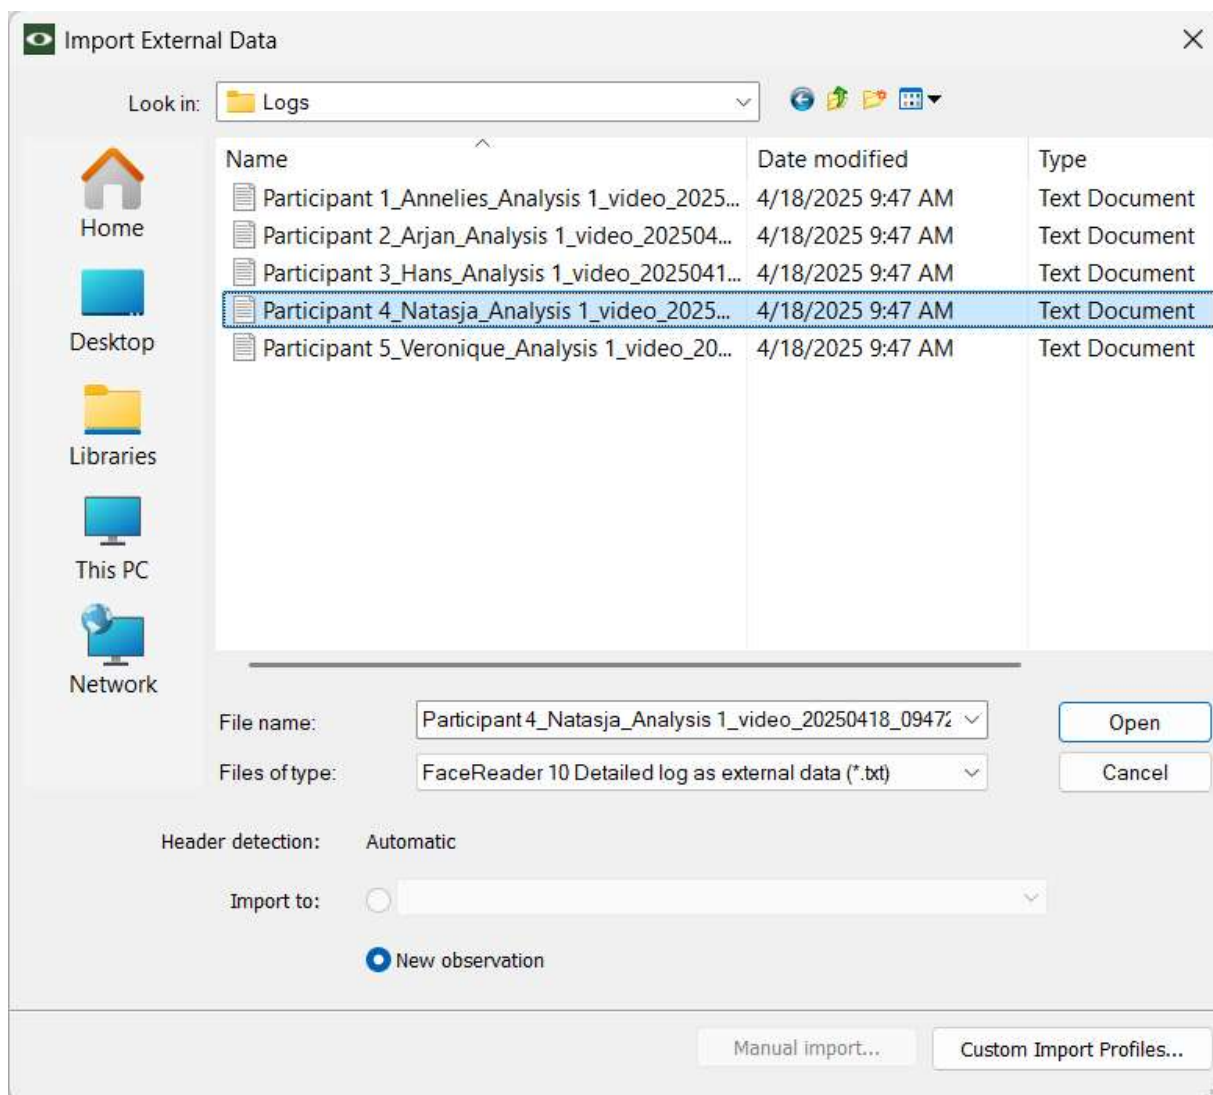 Import External Data
Look in: Logs
Name Date modified Type
Participant 1_Annelies_Analysis 1_video_2025... 4/18/2025 9:47 AM Text Document
Participant 2_Arjan_Analysis 1_video_202504... 4/18/2025 9:47 AM Text Document
Participant 3_Hans_Analysis 1_video_2025041... 4/18/2025 9:47 AM Text Document
Participant 4_Natasja_Analysis 1_video_2025... 4/18/2025 9:47 AM Text Document
Participant 5_Veronique_Analysis 1_video_20... 4/18/2025 9:47 AM Text Document
Home
Desktop
Libraries
This PC
Network
File name: Participant 4_Natasja_Analysis 1_video_20250418_09472 Open
Files of type: FaceReader 10 Detailed log as external data (*.txt) Cancel
Header detection: Automatic
Import to:
New observation
Manual import... Custom Import Profiles...